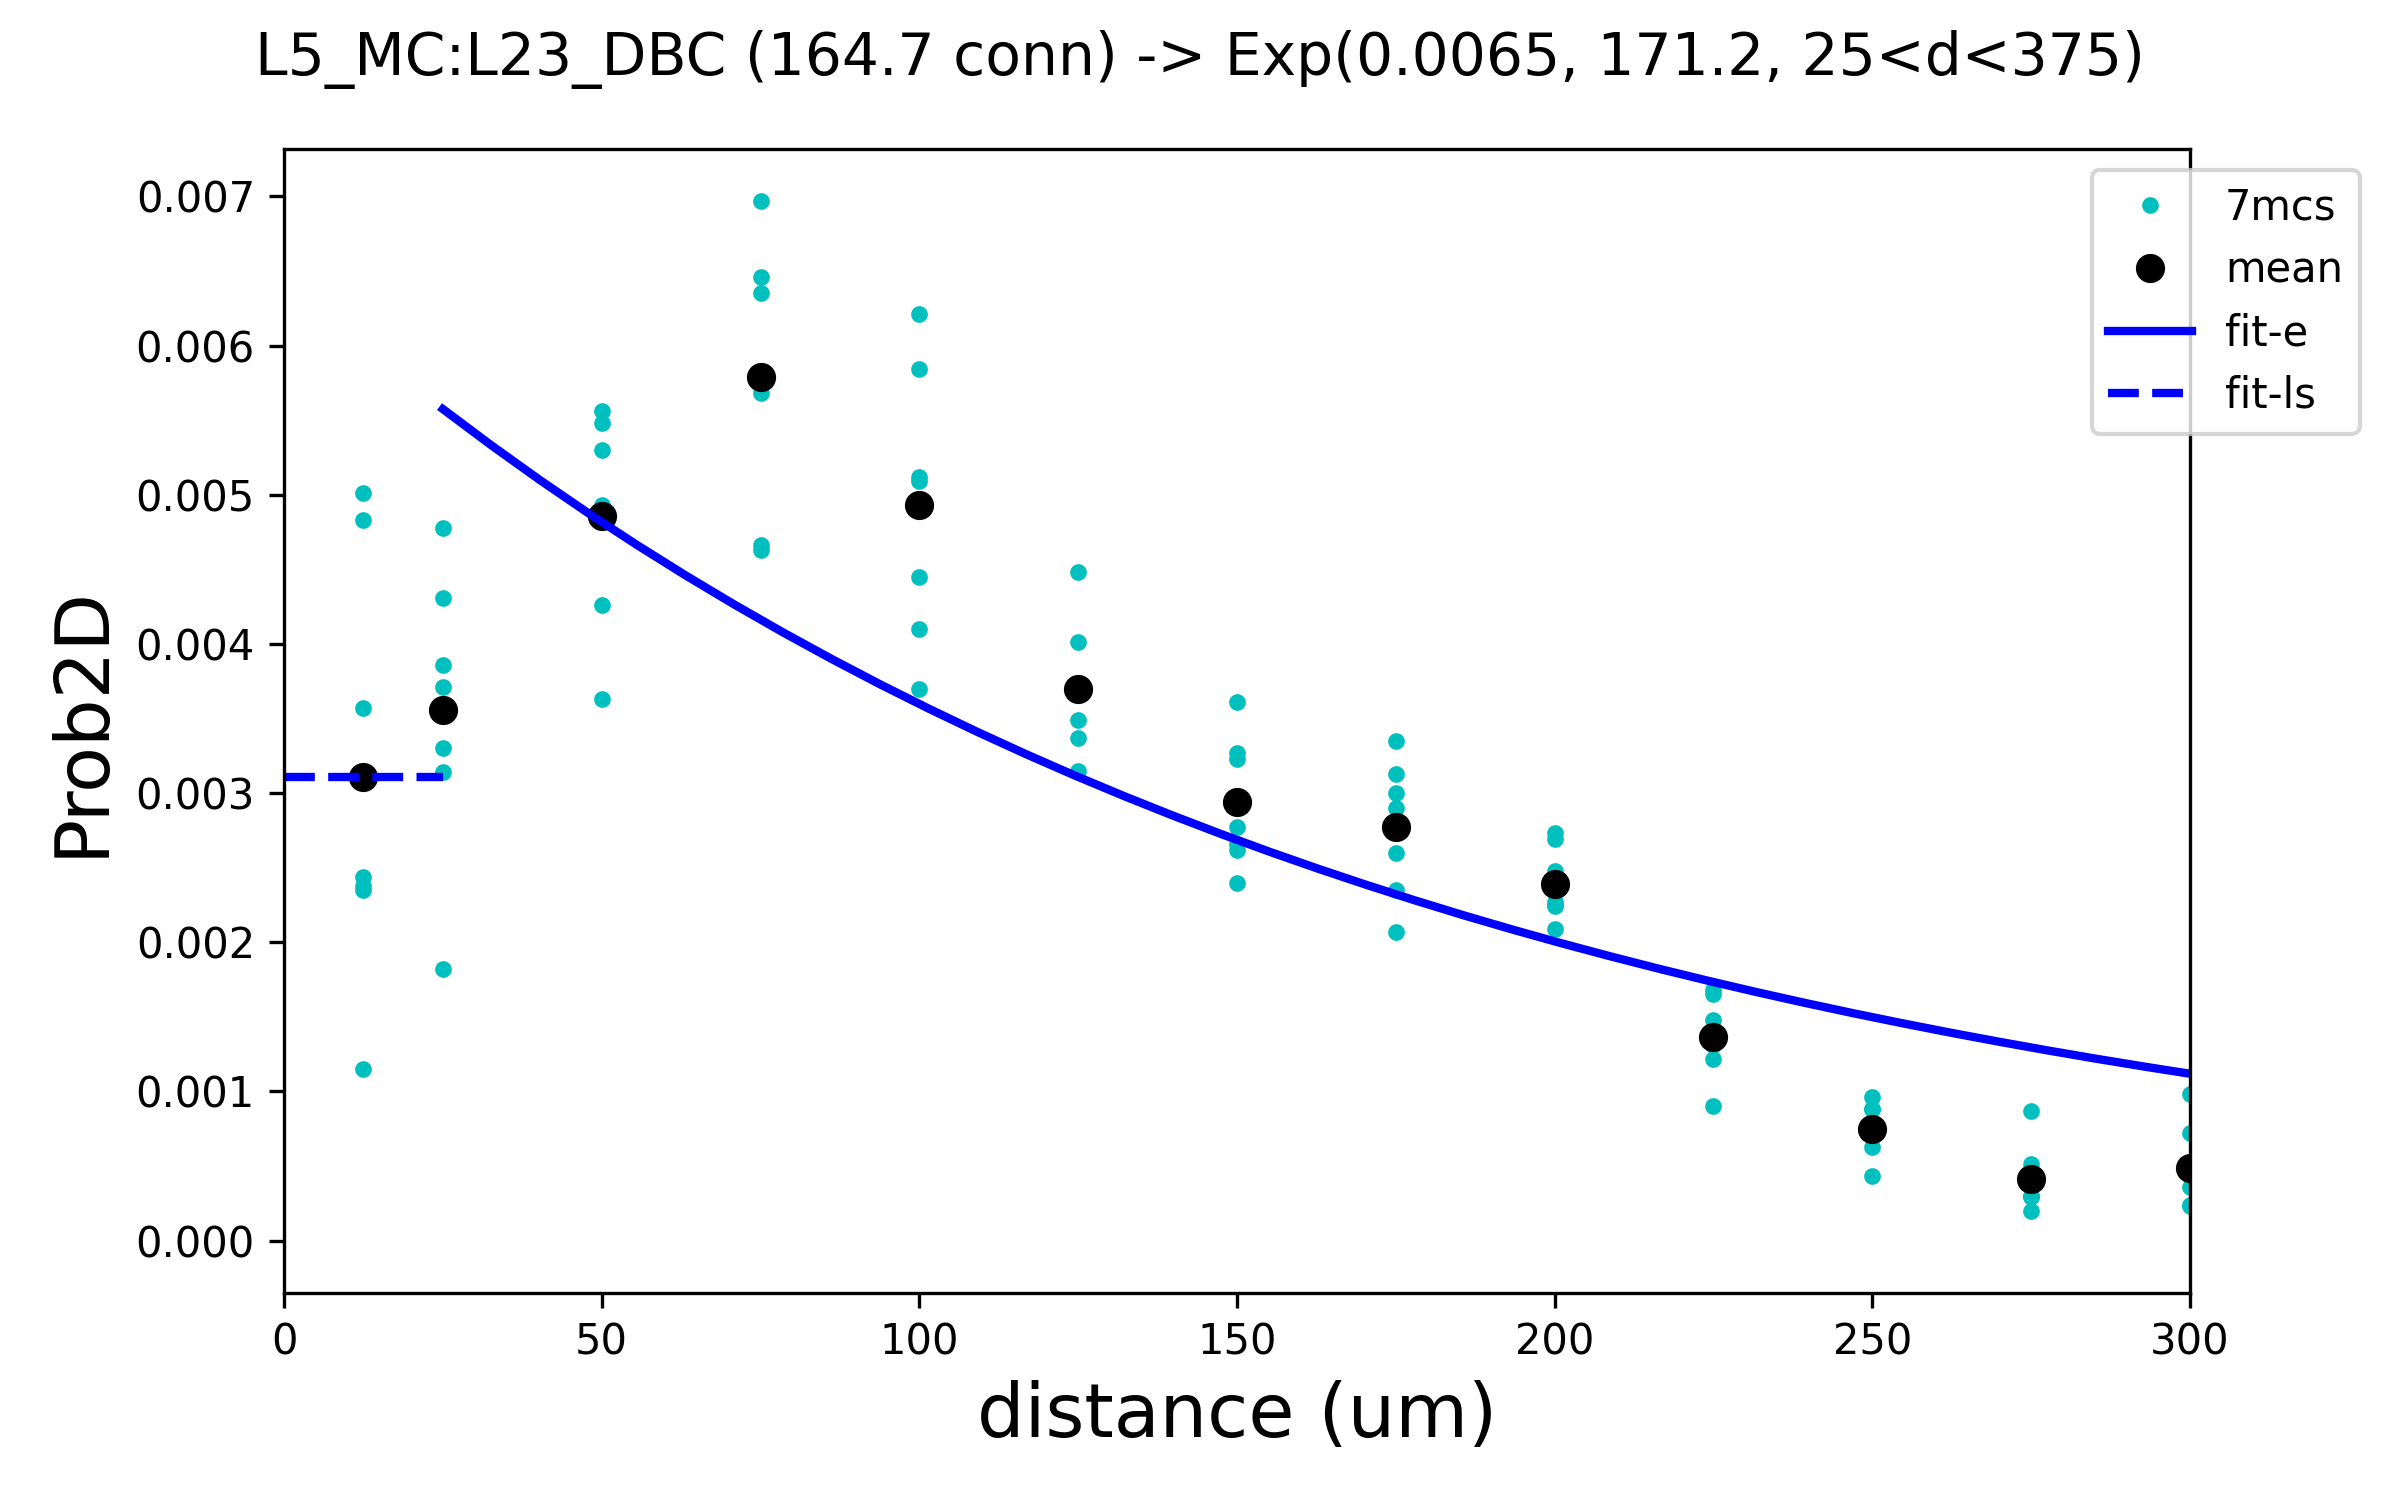 L5_MC:L23_DBC (164.7 conn) -> Exp(0.0065, 171.2, 25<d<375)
7mcs
mean
fit-e
fit-ls
Prob2D
0.007
0.006
0.005
0.004
0.003
0.002
0.001
0.000
0 50 100 150 200 250 300
distance (um)